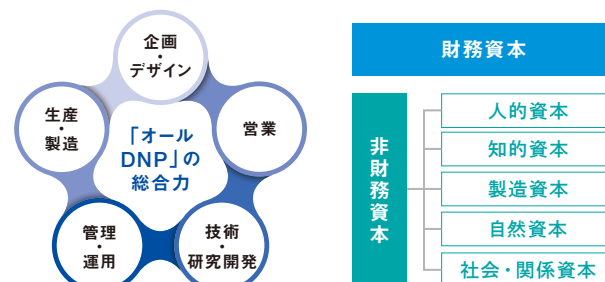 企画
・
デザイン
生産
・
製造
「オール
DNP」の
総合力
営業
管理
・
運用
技術
・
研究開発
財務資本
非財務資本
人的資本
知的資本
製造資本
自然資本
社会・関係資本